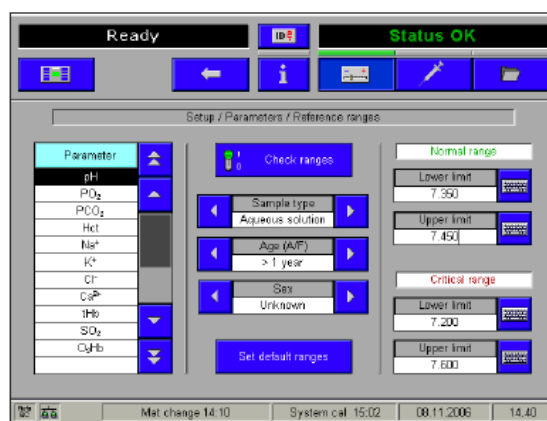 Ready
ID
Status OK
i
Setup / Parameters / Reference ranges
Parameter
pH
PO₂
PCO₂
Hct
Na⁺
K⁺
Cl⁻
Ca²⁺
tHb
SO₂
O₂Hb
1
0
Check ranges
Sample type
Aqueous solution
Age (A/F)
> 1 year
Sex
Unknown
Set default ranges
Normal range
Lower limit
7.350
Upper limit
7.450
Critical range
Lower limit
7.200
Upper limit
7.600
Mat change 14:10
System cal 15:02
08.11.2006
14.40